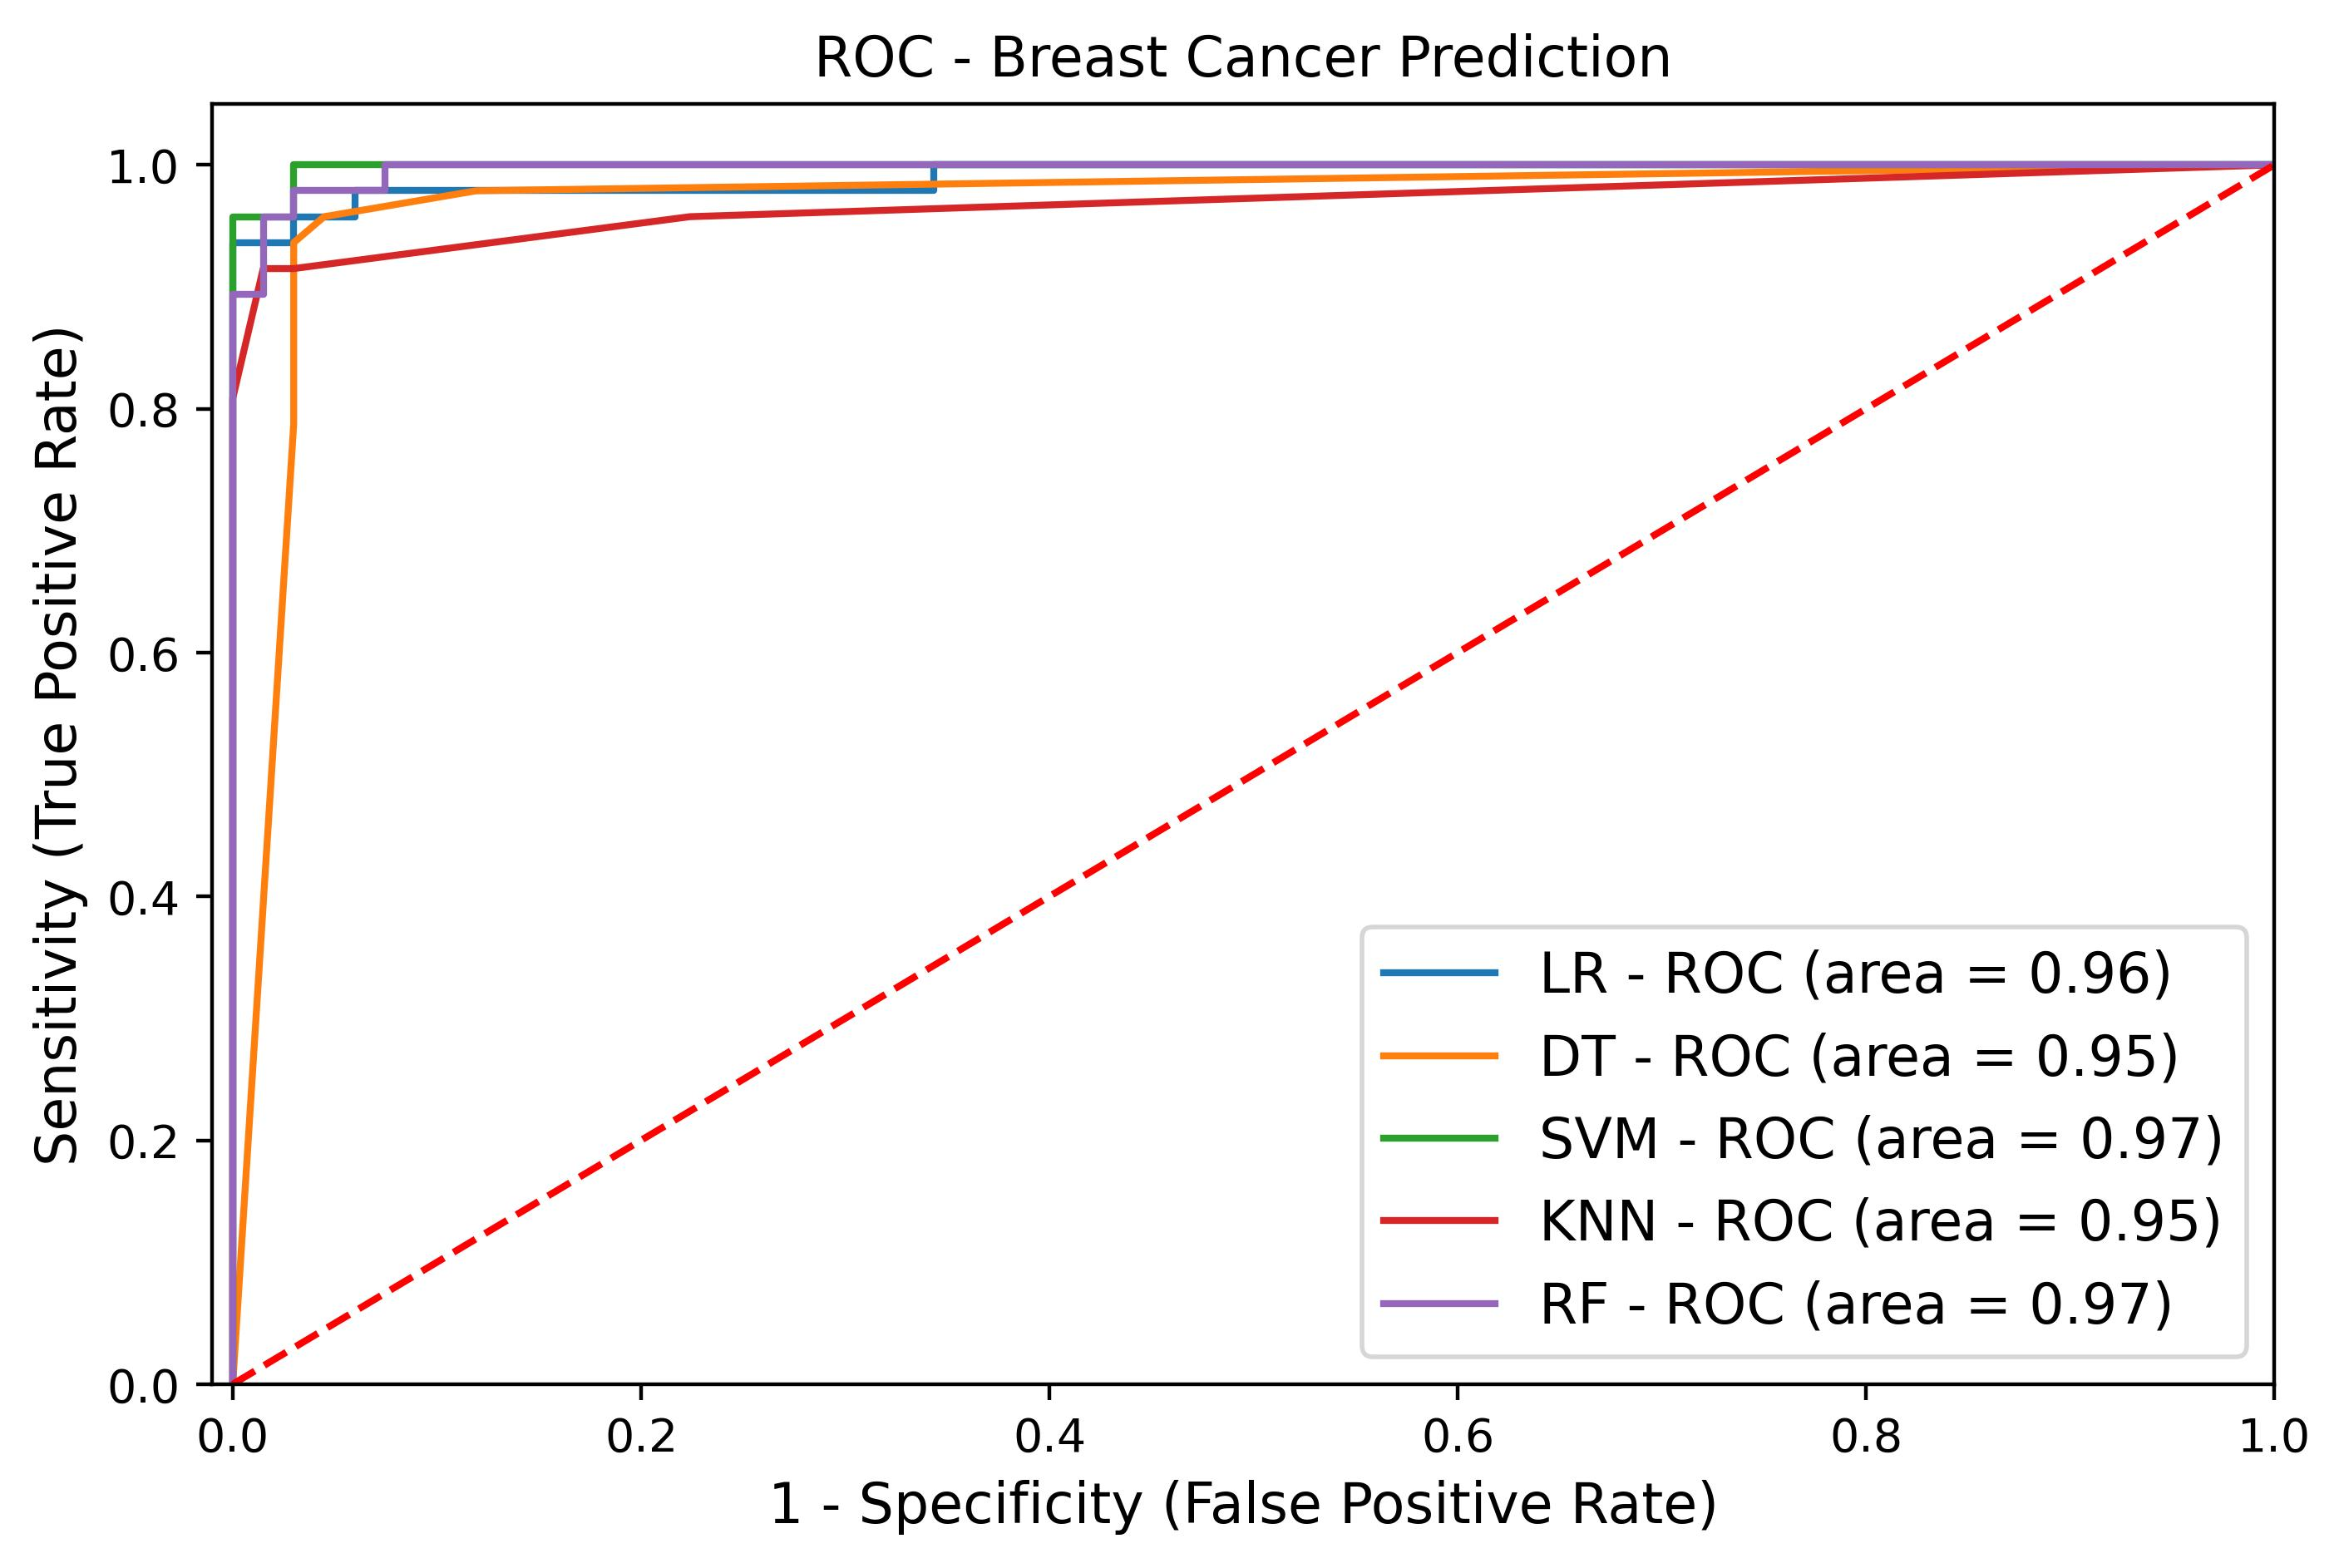 ROC - Breast Cancer Prediction
Sensitivity (True Positive Rate)
1.0
0.8
0.6
0.4
0.2
0.0
0.0 0.2 0.4 0.6 0.8 1.0
1 - Specificity (False Positive Rate)
LR - ROC (area = 0.96)
DT - ROC (area = 0.95)
SVM - ROC (area = 0.97)
KNN - ROC (area = 0.95)
RF - ROC (area = 0.97)